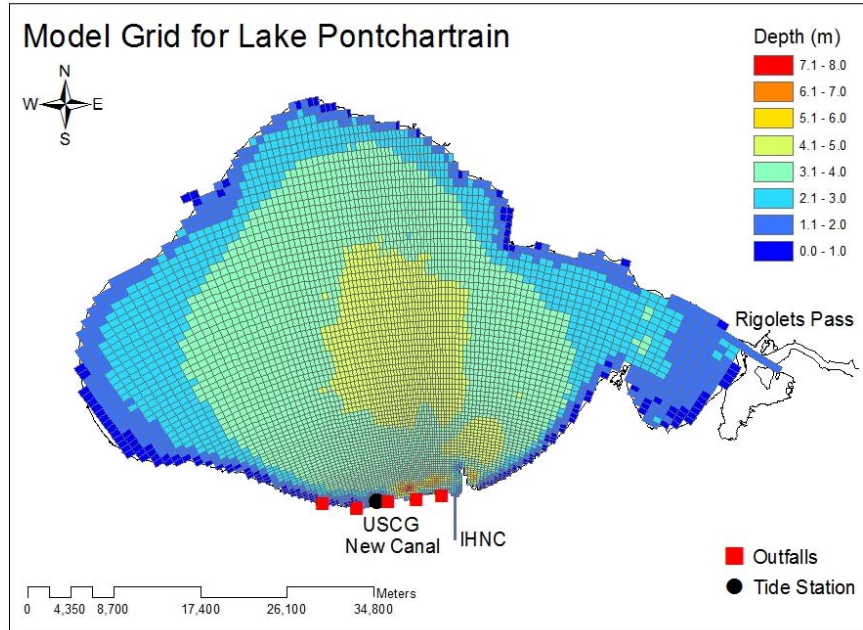 Model Grid for Lake Pontchartrain
N
W E
S
Depth (m)
7.1 - 8.0
6.1 - 7.0
5.1 - 6.0
4.1 - 5.0
3.1 - 4.0
2.1 - 3.0
1.1 - 2.0
0.0 - 1.0
Rigolets Pass
USCG
New Canal
IHNC
Outfalls
Tide Station
Meters
0 4,350 8,700 17,400 26,100 34,800